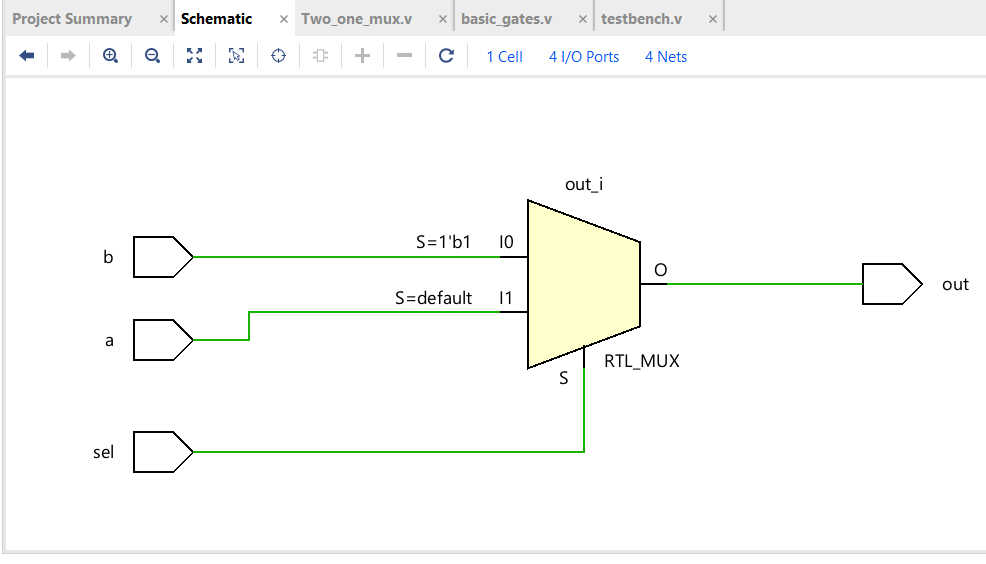 Project Summary × Schematic × Two_one_mux.v × basic_gates.v × testbench.v ×
1 Cell 4 I/O Ports 4 Nets
out_i
b S=1'b1 I0
O
out
a S=default I1
RTL_MUX
S
sel